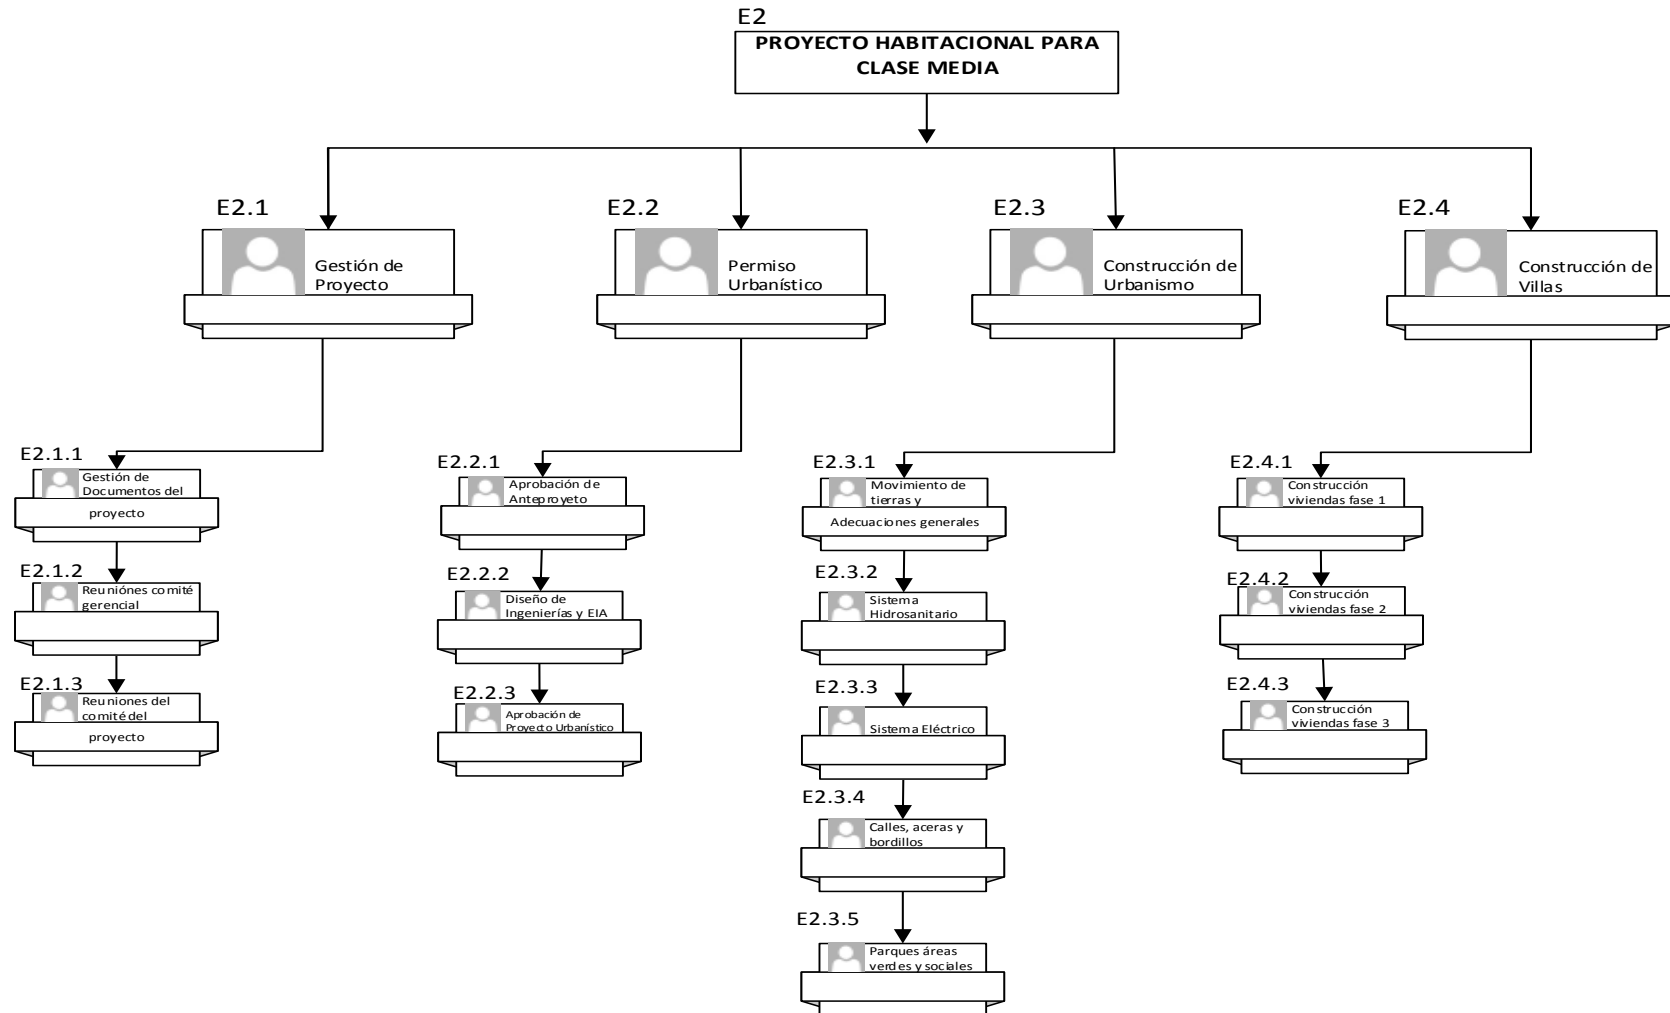 E2
PROYECTO HABITACIONAL PARA
CLASE MEDIA
E2.1
Gestión de
Proyecto
E2.2
Permiso
Urbanístico
E2.3
Construcción de
Urbanismo
E2.4
Construcción de
Villas
E2.1.1
Gestión de
Documentos del
proyecto
E2.1.2
Reuniónes comité
gerencial
E2.1.3
Reuniones del
comité del
proyecto
E2.2.1
Aprobación de
Anteproyeto
E2.2.2
Diseño de
Ingenierías y EIA
E2.2.3
Aprobación de
Proyecto Urbanístico
E2.3.1
Movimiento de
tierras y
Adecuaciones generales
E2.3.2
Sistema
Hidrosanitario
E2.3.3
Sistema Eléctrico
E2.3.4
Calles, aceras y
bordillos
E2.3.5
Parques áreas
verdes y sociales
E2.4.1
Construcción
viviendas fase 1
E2.4.2
Construcción
viviendas fase 2
E2.4.3
Construcción
viviendas fase 3